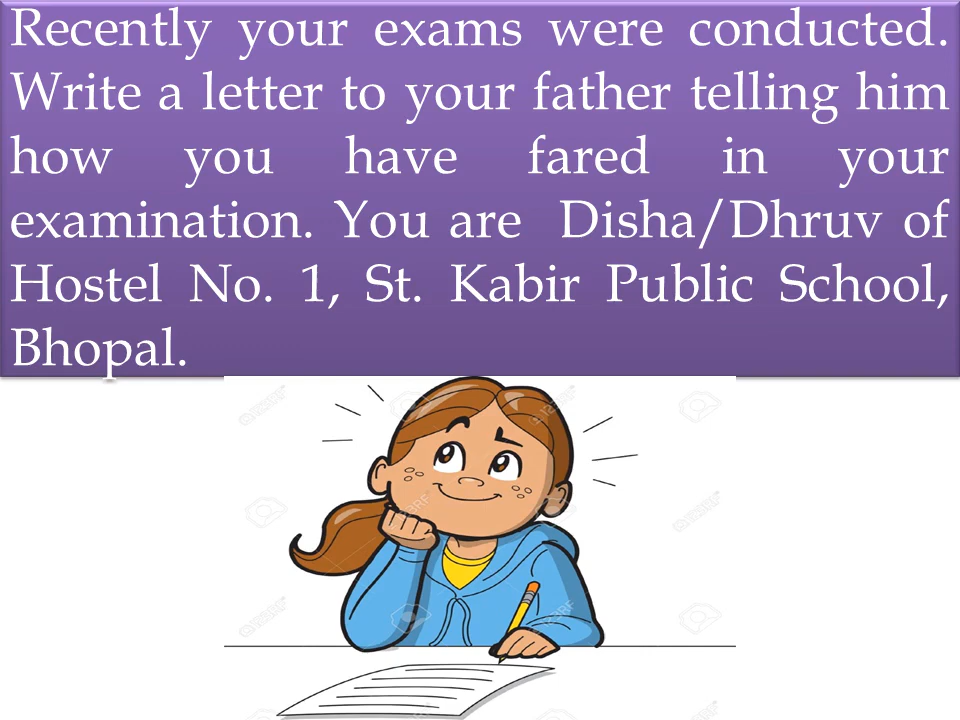 Recently your exams were conducted.
Write a letter to your father telling him
how you have fared in your
examination. You are Disha/Dhruv of
Hostel No. 1, St. Kabir Public School,
Bhopal.